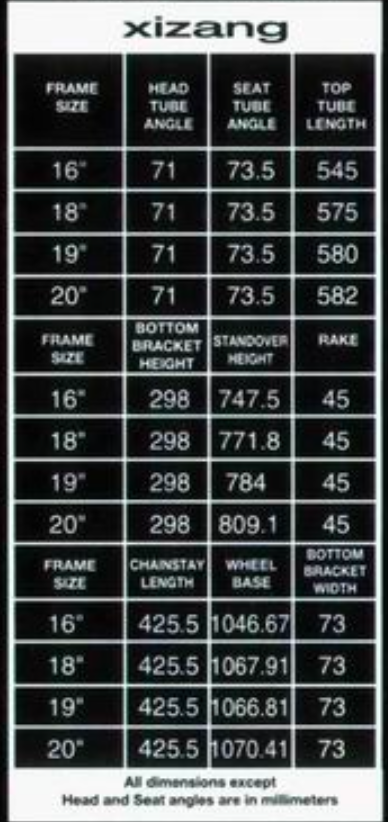 xizang
FRAME SIZE HEAD TUBE ANGLE SEAT TUBE ANGLE TOP TUBE LENGTH
16" 71 73.5 545
18" 71 73.5 575
19" 71 73.5 580
20" 71 73.5 582
FRAME SIZE BOTTOM BRACKET HEIGHT STANDOVER HEIGHT RAKE
16" 298 747.5 45
18" 298 771.8 45
19" 298 784 45
20" 298 809.1 45
FRAME SIZE CHAINSTAY LENGTH WHEEL BASE BOTTOM BRACKET WIDTH
16" 425.5 1046.67 73
18" 425.5 1067.91 73
19" 425.5 1066.81 73
20" 425.5 1070.41 73
All dimensions except
Head and Seat angles are in millimeters